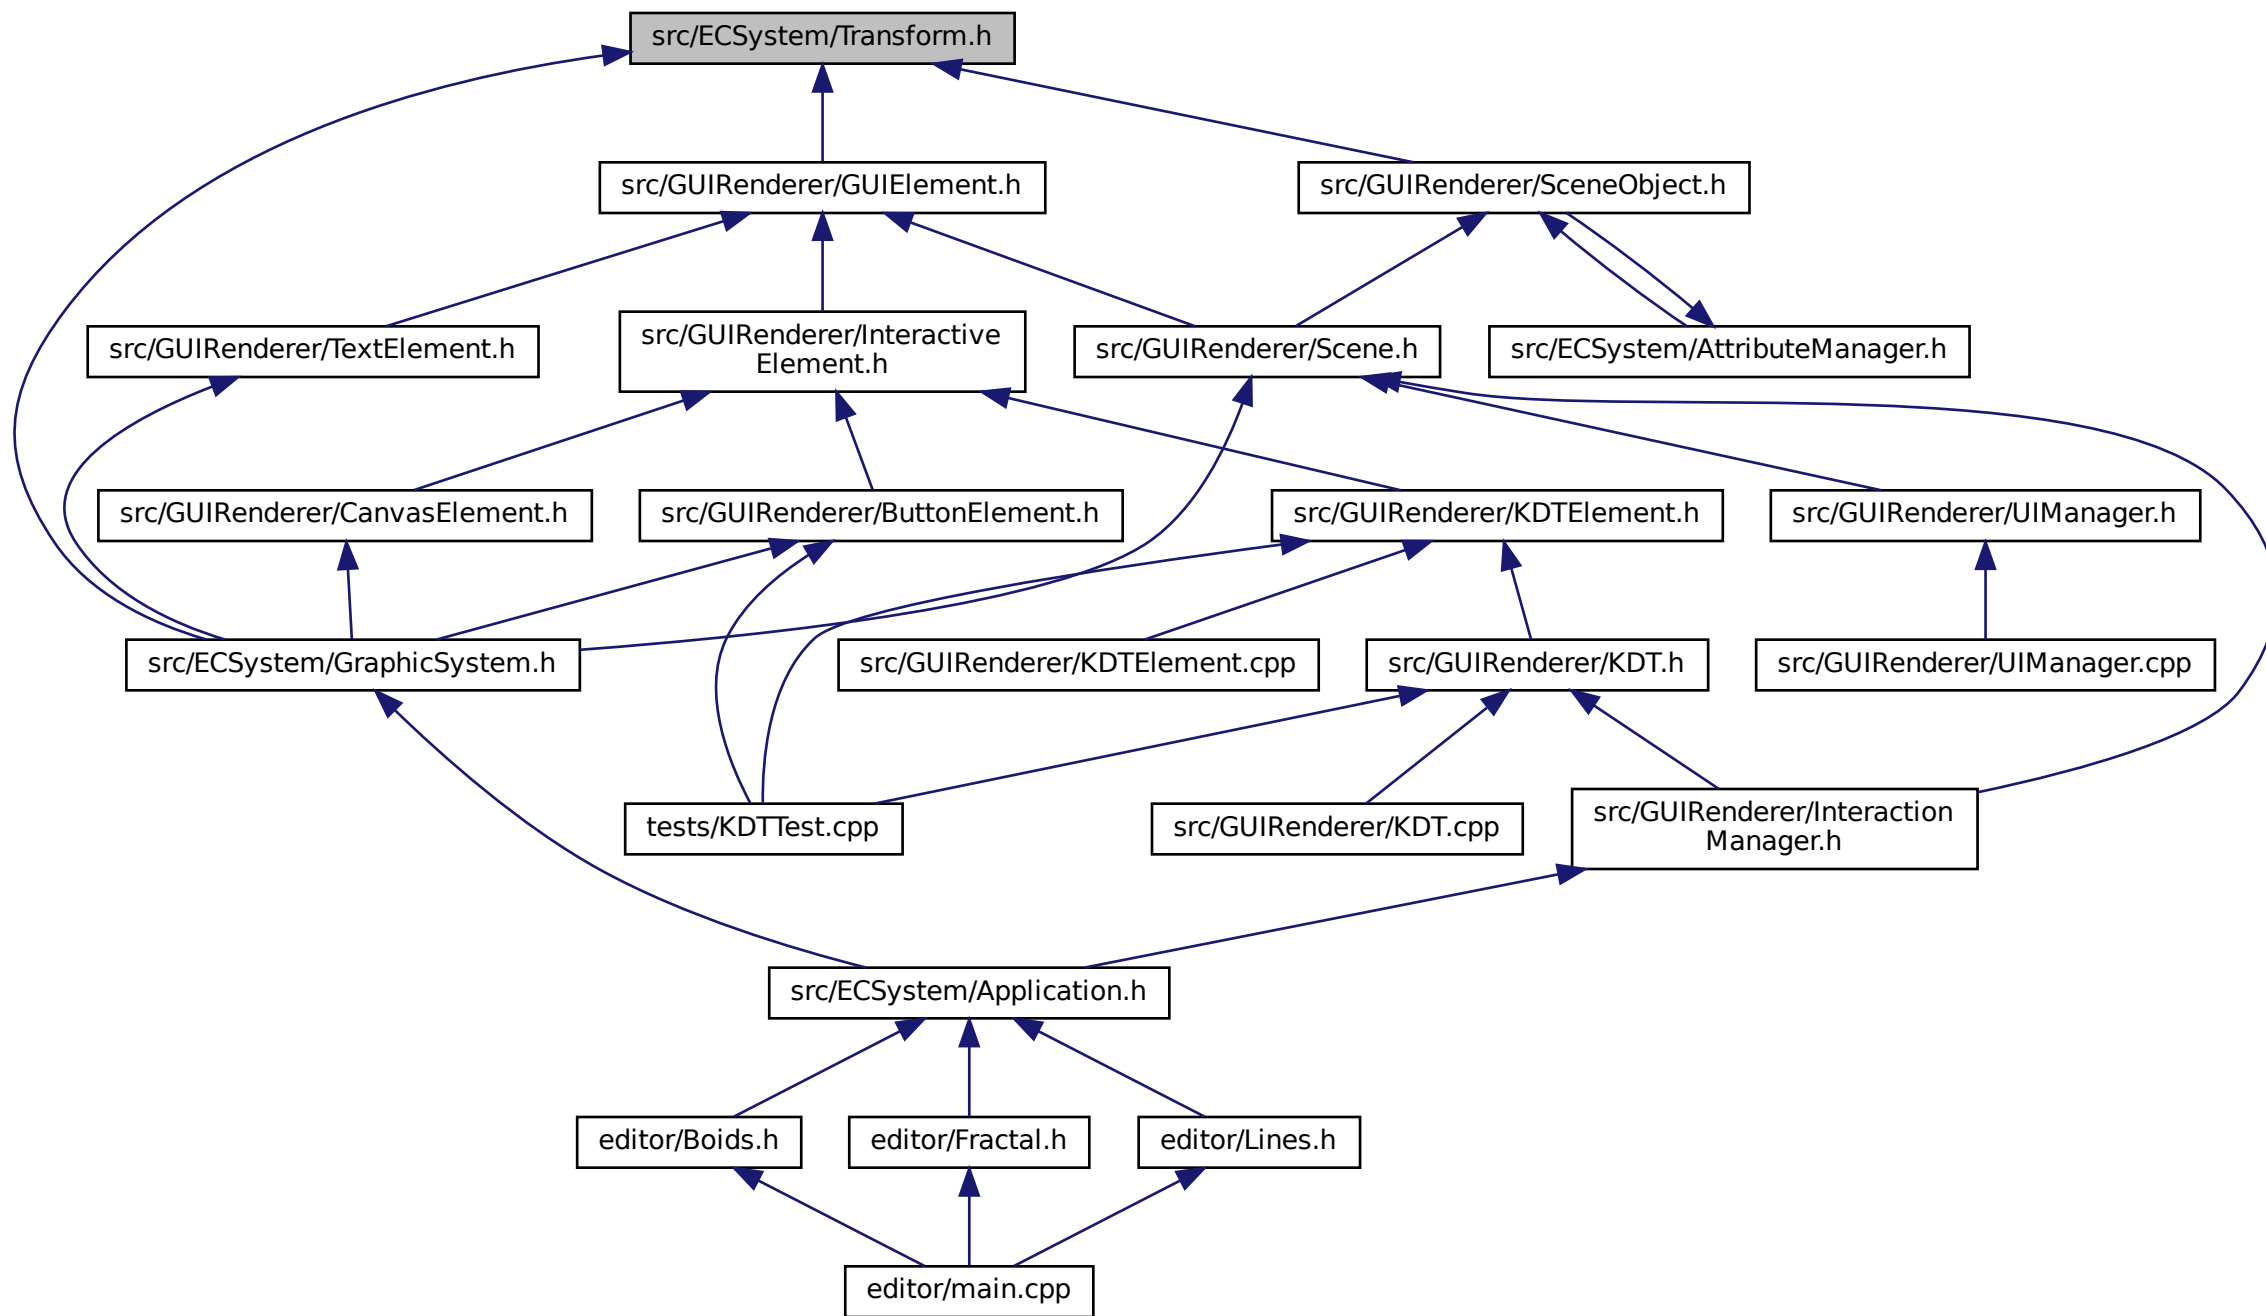 src/ECSystem/Transform.h
src/GUIRenderer/GUIElement.h
src/GUIRenderer/SceneObject.h
src/GUIRenderer/TextElement.h
src/GUIRenderer/Interactive
Element.h
src/GUIRenderer/Scene.h
src/ECSystem/AttributeManager.h
src/GUIRenderer/CanvasElement.h
src/GUIRenderer/ButtonElement.h
src/GUIRenderer/KDTElement.h
src/GUIRenderer/UIManager.h
src/ECSystem/GraphicSystem.h
src/GUIRenderer/KDTElement.cpp
src/GUIRenderer/KDT.h
src/GUIRenderer/UIManager.cpp
tests/KDTTest.cpp
src/GUIRenderer/KDT.cpp
src/GUIRenderer/Interaction
Manager.h
src/ECSystem/Application.h
editor/Boids.h
editor/Fractal.h
editor/Lines.h
editor/main.cpp